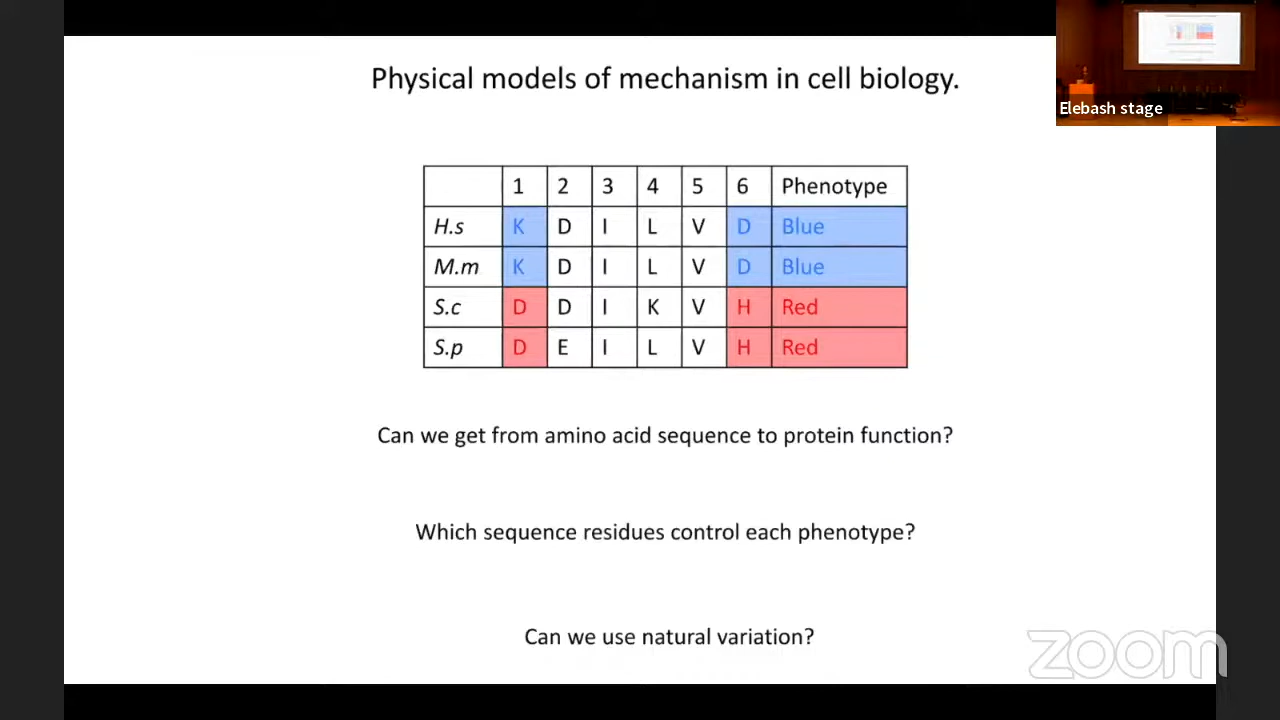 Physical models of mechanism in cell biology.
Elebash stage
1 2 3 4 5 6 Phenotype
H.s K D I L V D Blue
M.m K D I L V D Blue
S.c D D I K V H Red
S.p D E I L V H Red
Can we get from amino acid sequence to protein function?
Which sequence residues control each phenotype?
Can we use natural variation?
zoom